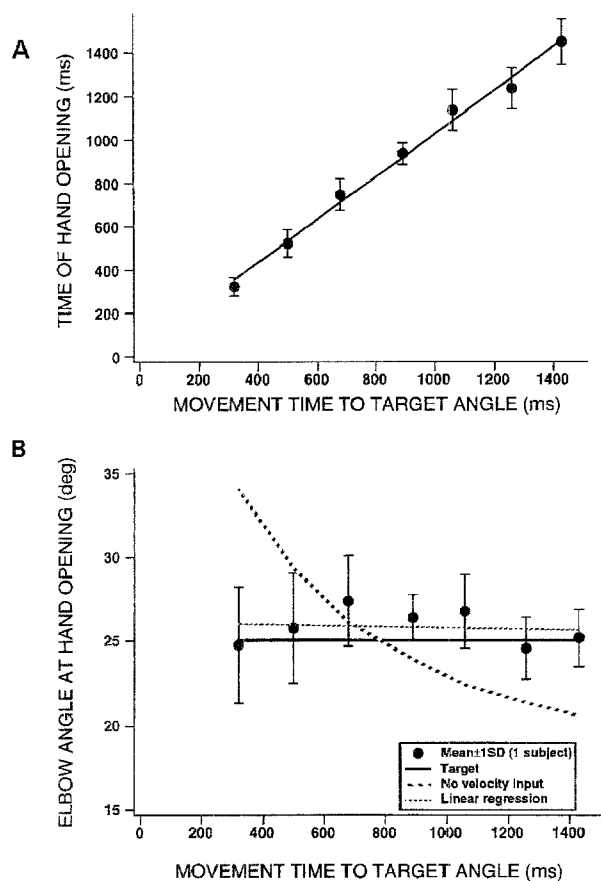 A
TIME OF HAND OPENING (ms)
1400
1200
1000
800
600
400
200
0
0 200 400 600 800 1000 1200 1400
MOVEMENT TIME TO TARGET ANGLE (ms)
B
ELBOW ANGLE AT HAND OPENING (deg)
35
30
25
20
15
Mean±1SD (1 subject)
Target
No velocity input
Linear regression
0 200 400 600 800 1000 1200 1400
MOVEMENT TIME TO TARGET ANGLE (ms)